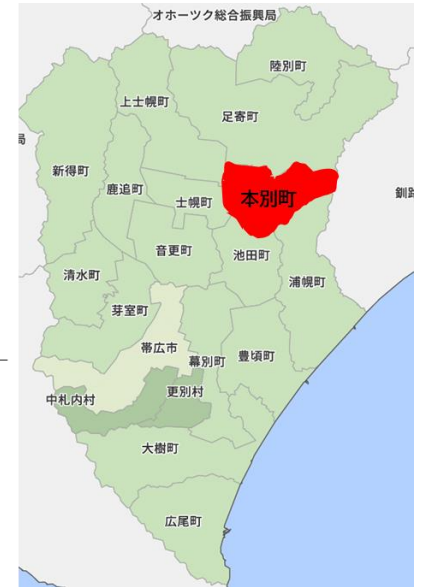 オホーツク総合振興局
陸別町
上士幌町
足寄町
局
新得町
鹿追町
士幌町
本別町
釧路
音更町
池田町
清水町
浦幌町
芽室町
帯広市
幕別町
豊頃町
中札内村
更別村
大樹町
広尾町